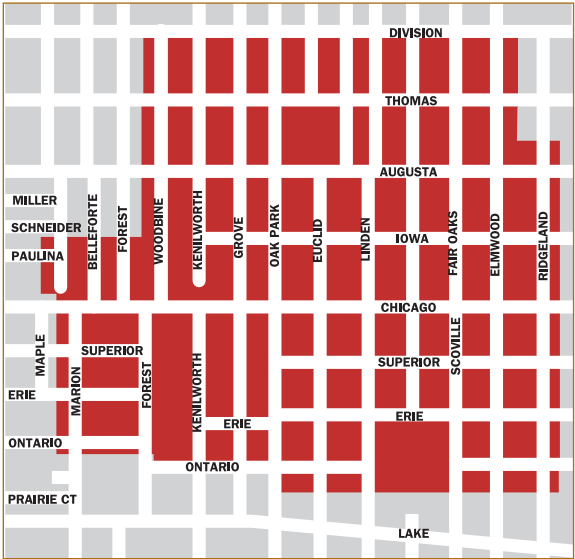 DIVISION
THOMAS
AUGUSTA
MILLER
SCHNEIDER
PAULINA
BELLEFORTE
FOREST
WOODBINE
KENILWORTH
GROVE
OAK PARK
EUCLID
LINDEN
IOWA
FAIR OAKS
ELMWOOD
RIDGELAND
CHICAGO
MAPLE
SUPERIOR
MARION
FOREST
KENILWORTH
SUPERIOR
SCOVILLE
ERIE
ERIE
ERIE
ONTARIO
ONTARIO
PRAIRIE CT
LAKE